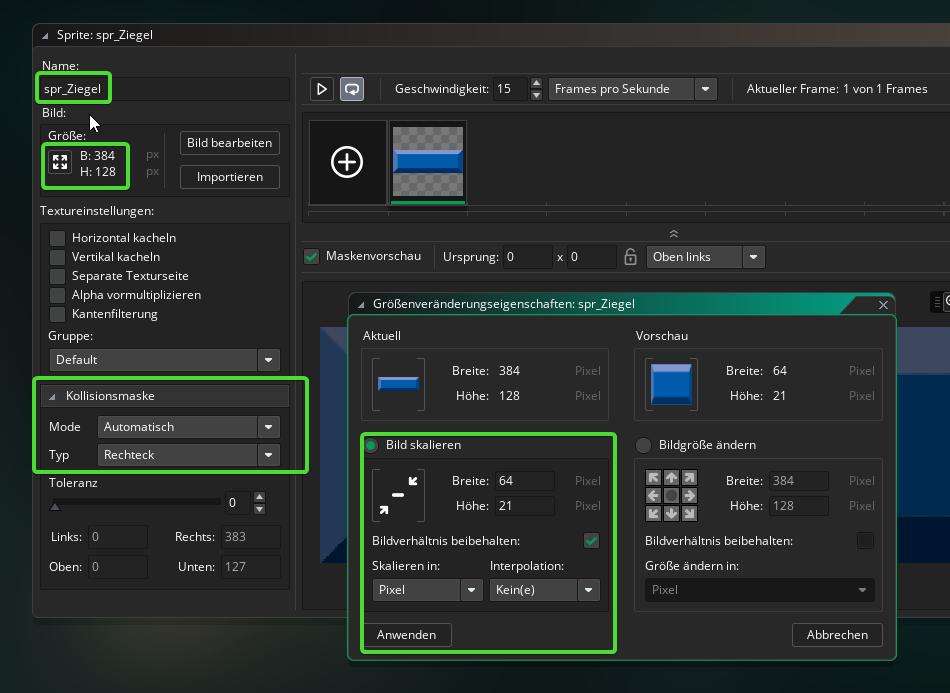 Sprite: spr_Ziegel
Name:
spr_Ziegel
Bild:
Größe:
B: 384 px
H: 128 px
Bild bearbeiten
Importieren
Textureinstellungen:
Horizontal kacheln
Vertikal kacheln
Separate Texturseite
Alpha vormultiplizieren
Kantenfilterung
Gruppe:
Default
Kollisionsmaske
Mode Automatisch
Typ Rechteck
Toleranz
0
Links: 0 Rechts: 383
Oben: 0 Unten: 127
Geschwindigkeit: 15 Frames pro Sekunde Aktueller Frame: 1 von 1 Frames
Maskenvorschau Ursprung: 0 x 0 Oben links
Größenveränderungseigenschaften: spr_Ziegel
Aktuell
Breite: 384 Pixel
Höhe: 128 Pixel
Vorschau
Breite: 64 Pixel
Höhe: 21 Pixel
Bild skalieren
Breite: 64 Pixel
Höhe: 21 Pixel
Bildverhältnis beibehalten:
Skalieren in: Interpolation:
Pixel Kein(e)
Anwenden
Bildgröße ändern
Breite: 384 Pixel
Höhe: 128 Pixel
Bildverhältnis beibehalten:
Größe ändern in:
Pixel
Abbrechen